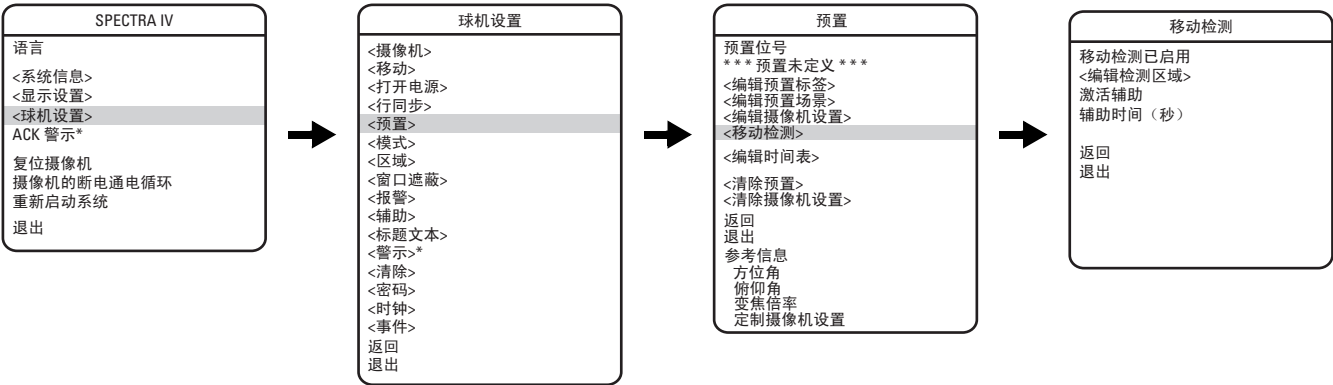 SPECTRA IV
语言
<系统信息>
<显示设置>
<球机设置>
ACK 警示*
复位摄像机
摄像机的断电通电循环
重新启动系统
退出
球机设置
<摄像机>
<移动>
<打开电源>
<行同步>
<预置>
<模式>
<区域>
<窗口遮蔽>
<报警>
<辅助>
<标题文本>
<警示>*
<清除>
<密码>
<时钟>
<事件>
返回
退出
预置
预置位号
* * * 预置未定义 * * *
<编辑预置标签>
<编辑预置场景>
<编辑摄像机设置>
<移动检测>
<编辑时间表>
<清除预置>
<清除摄像机设置>
返回
退出
参考信息
方位角
俯仰角
变焦倍率
定制摄像机设置
移动检测
移动检测已启用
<编辑检测区域>
激活辅助
辅助时间（秒）
返回
退出